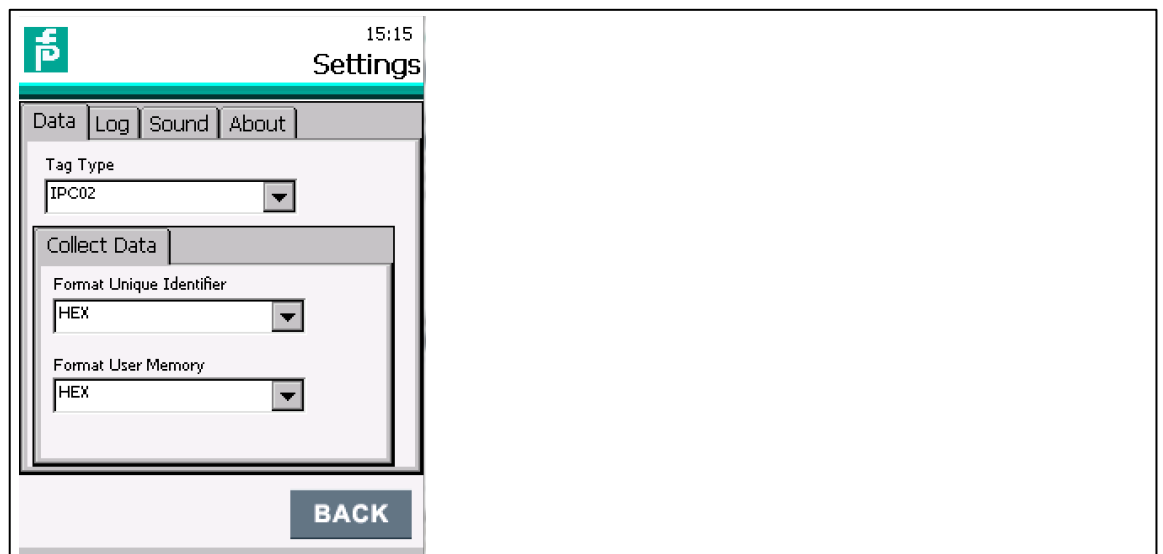 15:15
Settings
Data Log Sound About
Tag Type
IPC02
Collect Data
Format Unique Identifier
HEX
Format User Memory
HEX
BACK